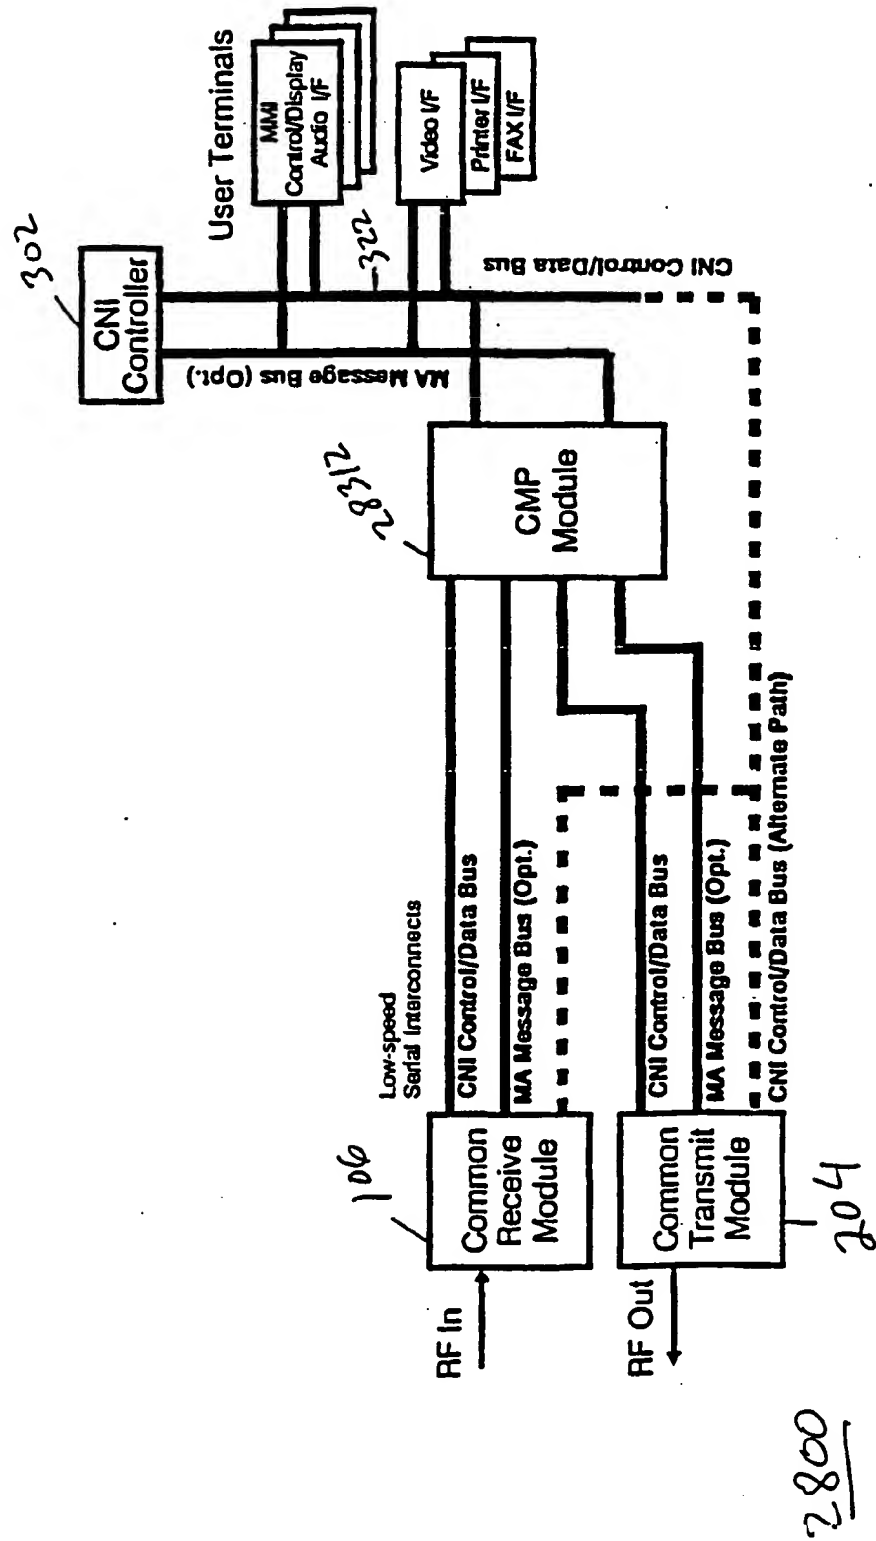 2800
RF In
RF Out
106
Common
Receive
Module
Common
Transmit
Module
204
Low-speed
Serial Interconnects
CNI Control/Data Bus
MA Message Bus (Opt.)
CNI Control/Data Bus
MA Message Bus (Opt.)
CNI Control/Data Bus (Alternate Path)
28312
CMP
Module
302
CNI
Controller
MA Message Bus (Opt.)
CNI Control/Data Bus
322
User Terminals
MMI
Control/Display
Audio I/F
Video I/F
Printer I/F
FAX I/F